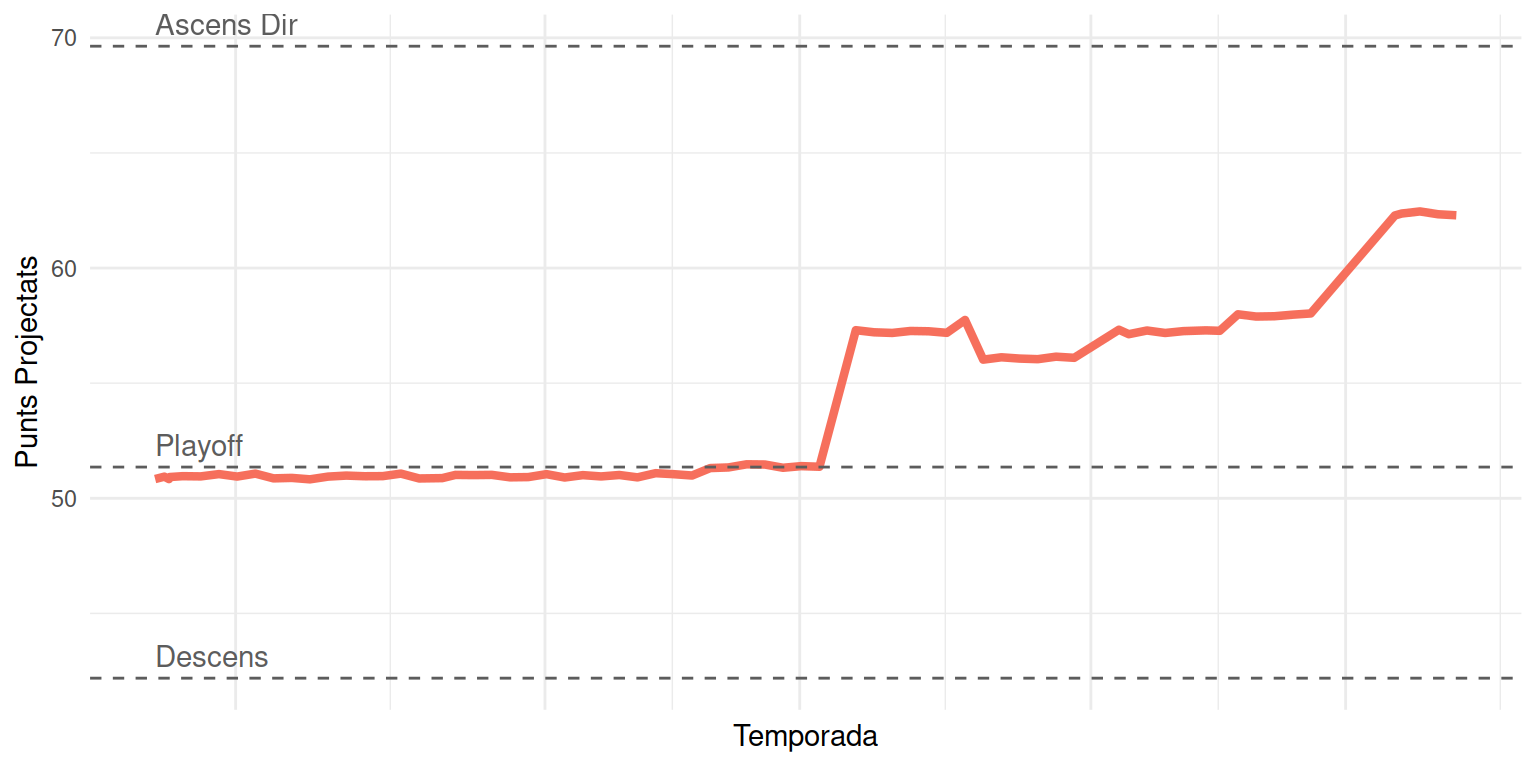 Ascens Dir
70
60
Playoff
50
Descens
Punts Projectats
Temporada